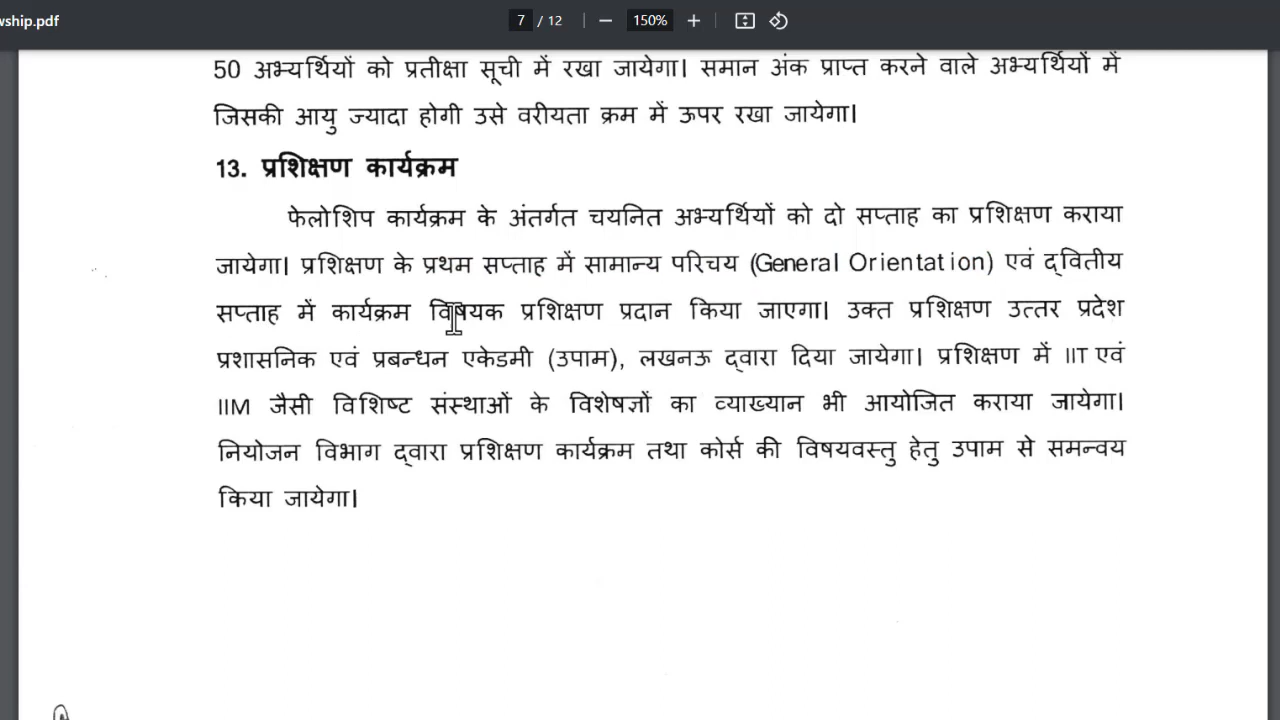 wship.pdf
7 / 12
150%
50 अभ्यर्थियों को प्रतीक्षा सूची में रखा जायेगा। समान अंक प्राप्त करने वाले अभ्यर्थियों में
जिसकी आयु ज्यादा होगी उसे वरीयता क्रम में ऊपर रखा जायेगा।
13. प्रशिक्षण कार्यक्रम
फेलोशिप कार्यक्रम के अंतर्गत चयनित अभ्यर्थियों को दो सप्ताह का प्रशिक्षण कराया
जायेगा। प्रशिक्षण के प्रथम सप्ताह में सामान्य परिचय (General Orientation) एवं द्वितीय
सप्ताह में कार्यक्रम विषयक प्रशिक्षण प्रदान किया जाएगा। उक्त प्रशिक्षण उत्तर प्रदेश
प्रशासनिक एवं प्रबन्धन एकेडमी (उपाम), लखनऊ द्वारा दिया जायेगा। प्रशिक्षण में IIT एवं
IIM जैसी विशिष्ट संस्थाओं के विशेषज्ञों का व्याख्यान भी आयोजित कराया जायेगा।
नियोजन विभाग द्वारा प्रशिक्षण कार्यक्रम तथा कोर्स की विषयवस्तु हेतु उपाम से समन्वय
किया जायेगा।